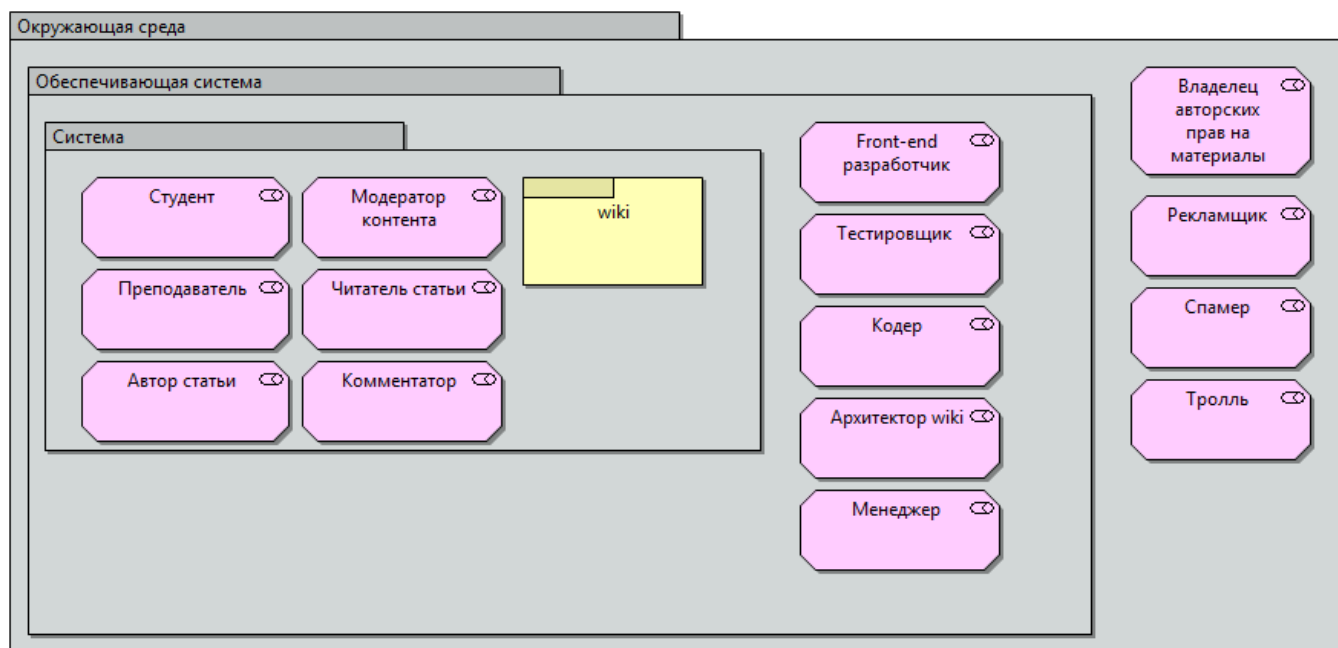 Окружающая среда
Обеспечивающая система
Система
Студент
Модератор
контента
wiki
Преподаватель
Читатель статьи
Автор статьи
Комментатор
Front-end
разработчик
Тестировщик
Кодер
Архитектор wiki
Менеджер
Владелец
авторских
прав на
материалы
Рекламщик
Спамер
Тролль